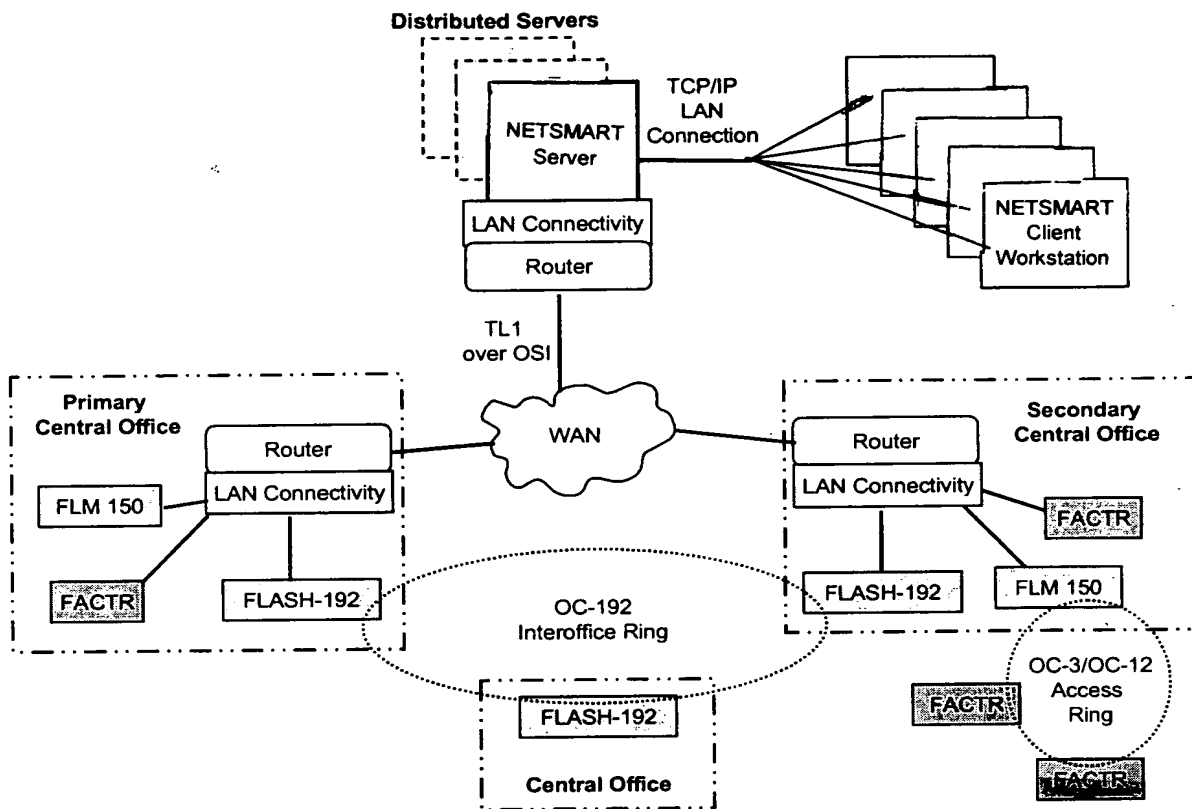 Distributed Servers
NETSMART
Server
TCP/IP
LAN
Connection
NETSMART
Client
Workstation
LAN Connectivity
Router
TL1
over OSI
WAN
Primary
Central Office
Router
LAN Connectivity
FLM 150
FACTR
FLASH-192
Secondary
Central Office
Router
LAN Connectivity
FACTR
FLASH-192
FLM 150
OC-192
Interoffice Ring
OC-3/OC-12
Access
Ring
FACTR
FACTR
FLASH-192
Central Office